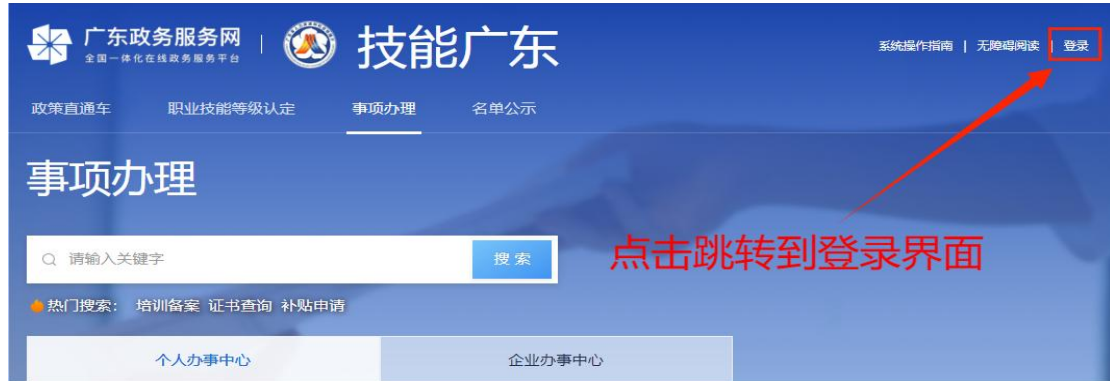 广东政务服务网
全国一体化在线政务服务平台
技能广东
系统操作指南 | 无障碍阅读 | 登录
政策直通车 职业技能等级认定 事项办理 名单公示
事项办理
请输入关键字 搜索
点击跳转到登录界面
热门搜索： 培训备案 证书查询 补贴申请
个人办事中心 企业办事中心